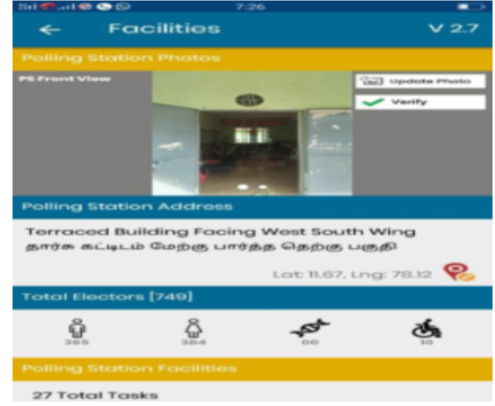 7:26
Facilities
V 2.7
Polling Station Photos
PS Front View
Update Photo
Verify
Polling Station Address
Terraced Building Facing West South Wing
தார்சு கட்டிடம் மேற்கு பார்த்த தெற்கு பகுதி
Lat: 11.67, Lng: 78.12
Total Electors [749]
365
384
00
10
Polling Station Facilities
27 Total Tasks